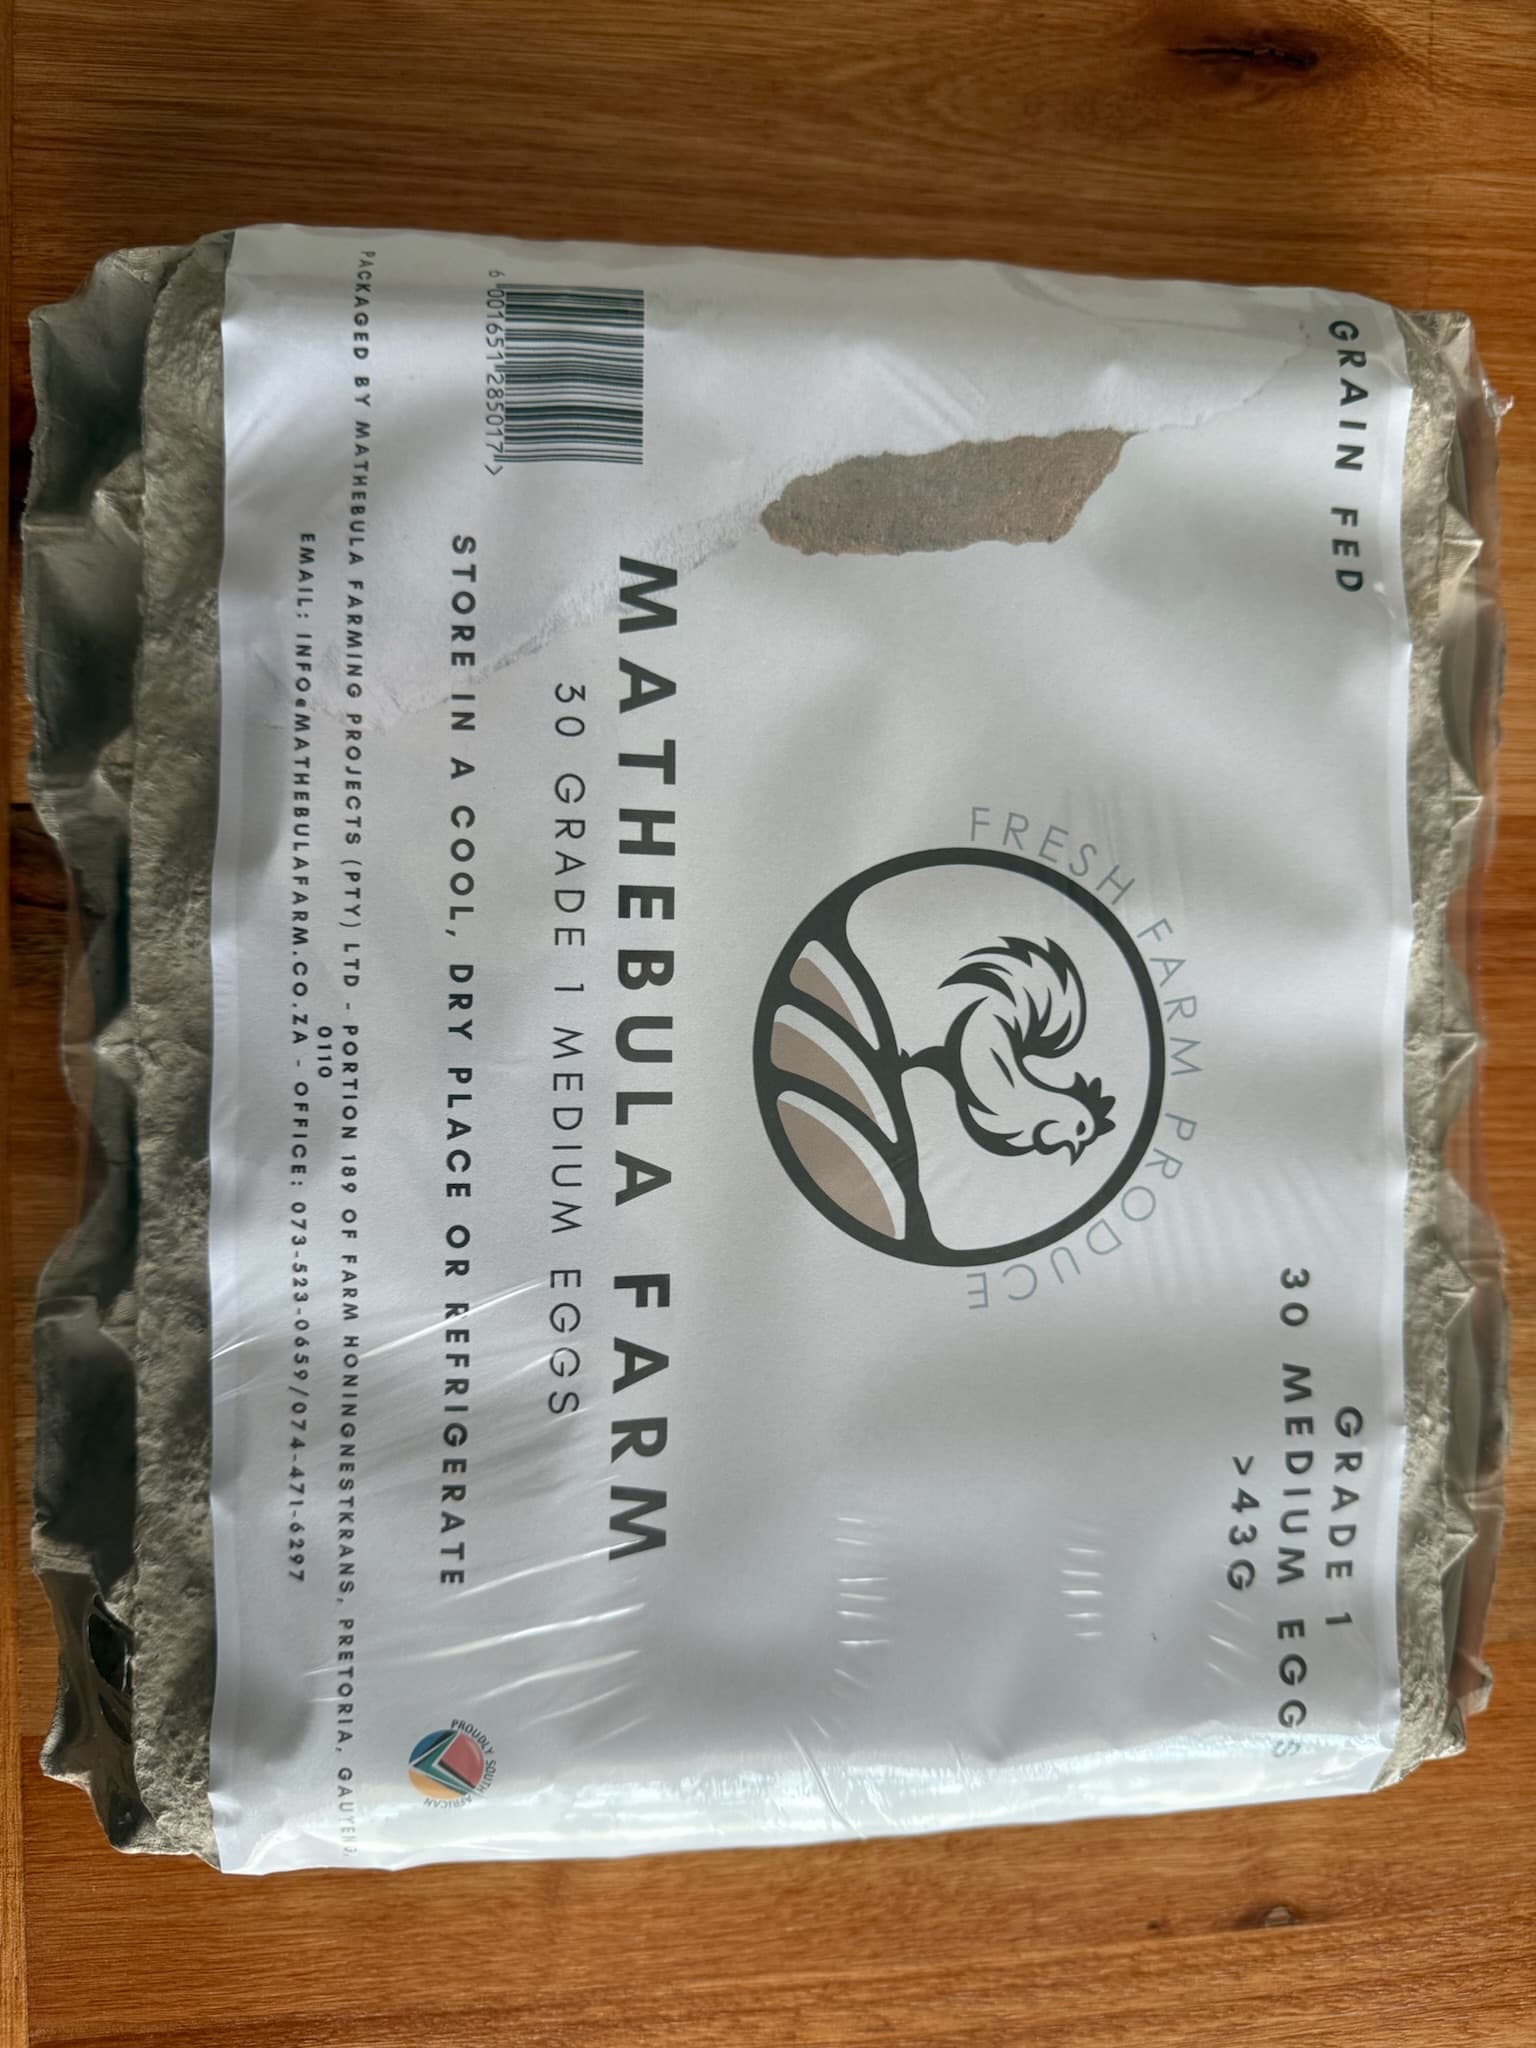 GRAIN FED
GRADE 1
30 MEDIUM EGGS
>43G
FRESH FARM PRODUCE
MATHEBULA FARM
30 GRADE 1 MEDIUM EGGS
6 001651 285017 >
STORE IN A COOL, DRY PLACE OR REFRIGERATE
PROUDLY SOUTH AFRICAN
PACKAGED BY MATHEBULA FARMING PROJECTS (PTY) LTD - PORTION 189 OF FARM HONINGNESTKRANS, PRETORIA, GAUTENG,
0110
EMAIL: INFO@MATHEBULAFARM.CO.ZA - OFFICE: 073-523-0659/074-471-6297